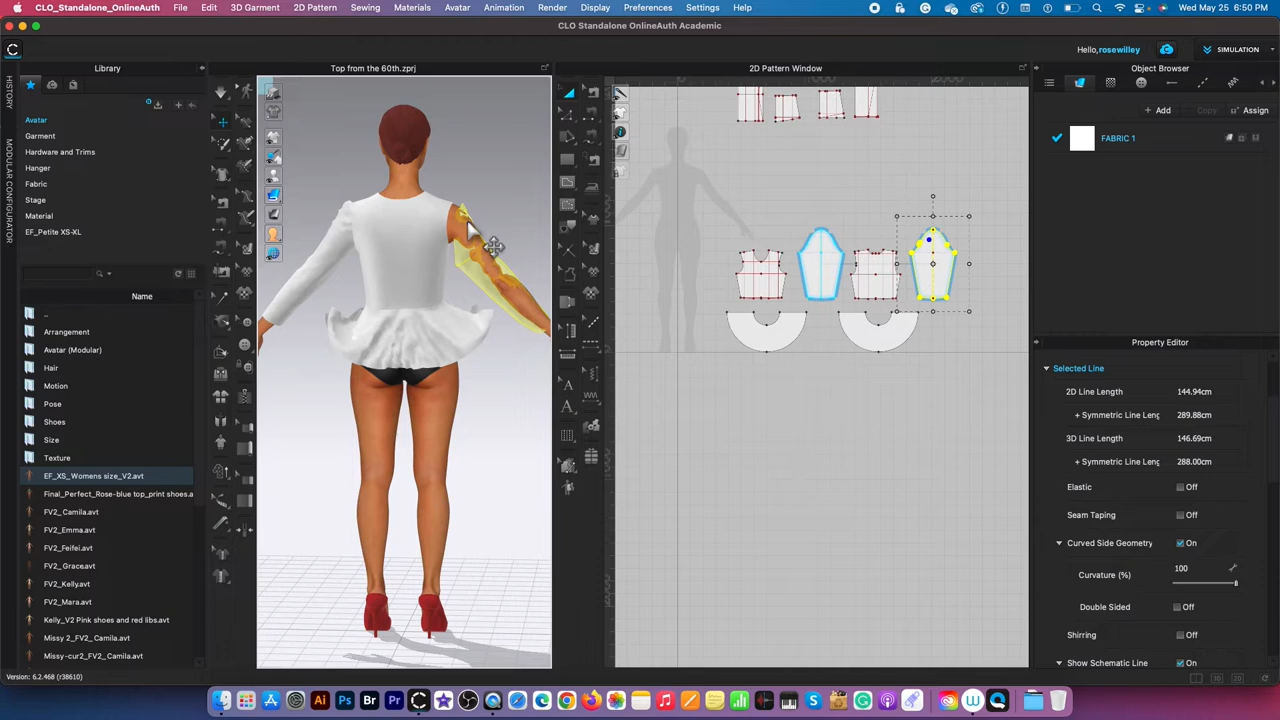 CLO_Standalone_OnlineAuth File Edit 3D Garment 2D Pattern Sewing Materials Avatar Animation Render Display Preferences Settings Help Wed May 25 6:50 PM
CLO Standalone OnlineAuth Academic
Hello, rosewilley SIMULATION
Library Top from the 60th.zprj 2D Pattern Window Object Browser
HISTORY
MODULAR CONFIGURATOR
Avatar
Garment
Hardware and Trims
Hanger
Fabric
Stage
Material
EF_Petite XS-XL
Name
..
Arrangement
Avatar (Modular)
Hair
Motion
Pose
Shoes
Size
Texture
EF_XS_Womens size_V2.avt
Final_Perfect_Rose-blue top_print shoes.a
FV2_Camila.avt
FV2_Emma.avt
FV2_Feifei.avt
FV2_Grace.avt
FV2_Kelly.avt
FV2_Mara.avt
Kelly_V2 Pink shoes and red libs.avt
Missy 2_FV2_Camila.avt
Missy-cur2_FV2_Camila.avt
Version: 6.2.468 (r38610)
+ Add Copy Assign
FABRIC 1
Property Editor
Selected Line
2D Line Length 144.94cm
+ Symmetric Line Leng 289.88cm
3D Line Length 146.69cm
+ Symmetric Line Leng 288.00cm
Elastic Off
Seam Taping Off
Curved Side Geometry On
Curvature (%) 100
Double Sided Off
Shirring Off
Show Schematic Line On
3D 2D